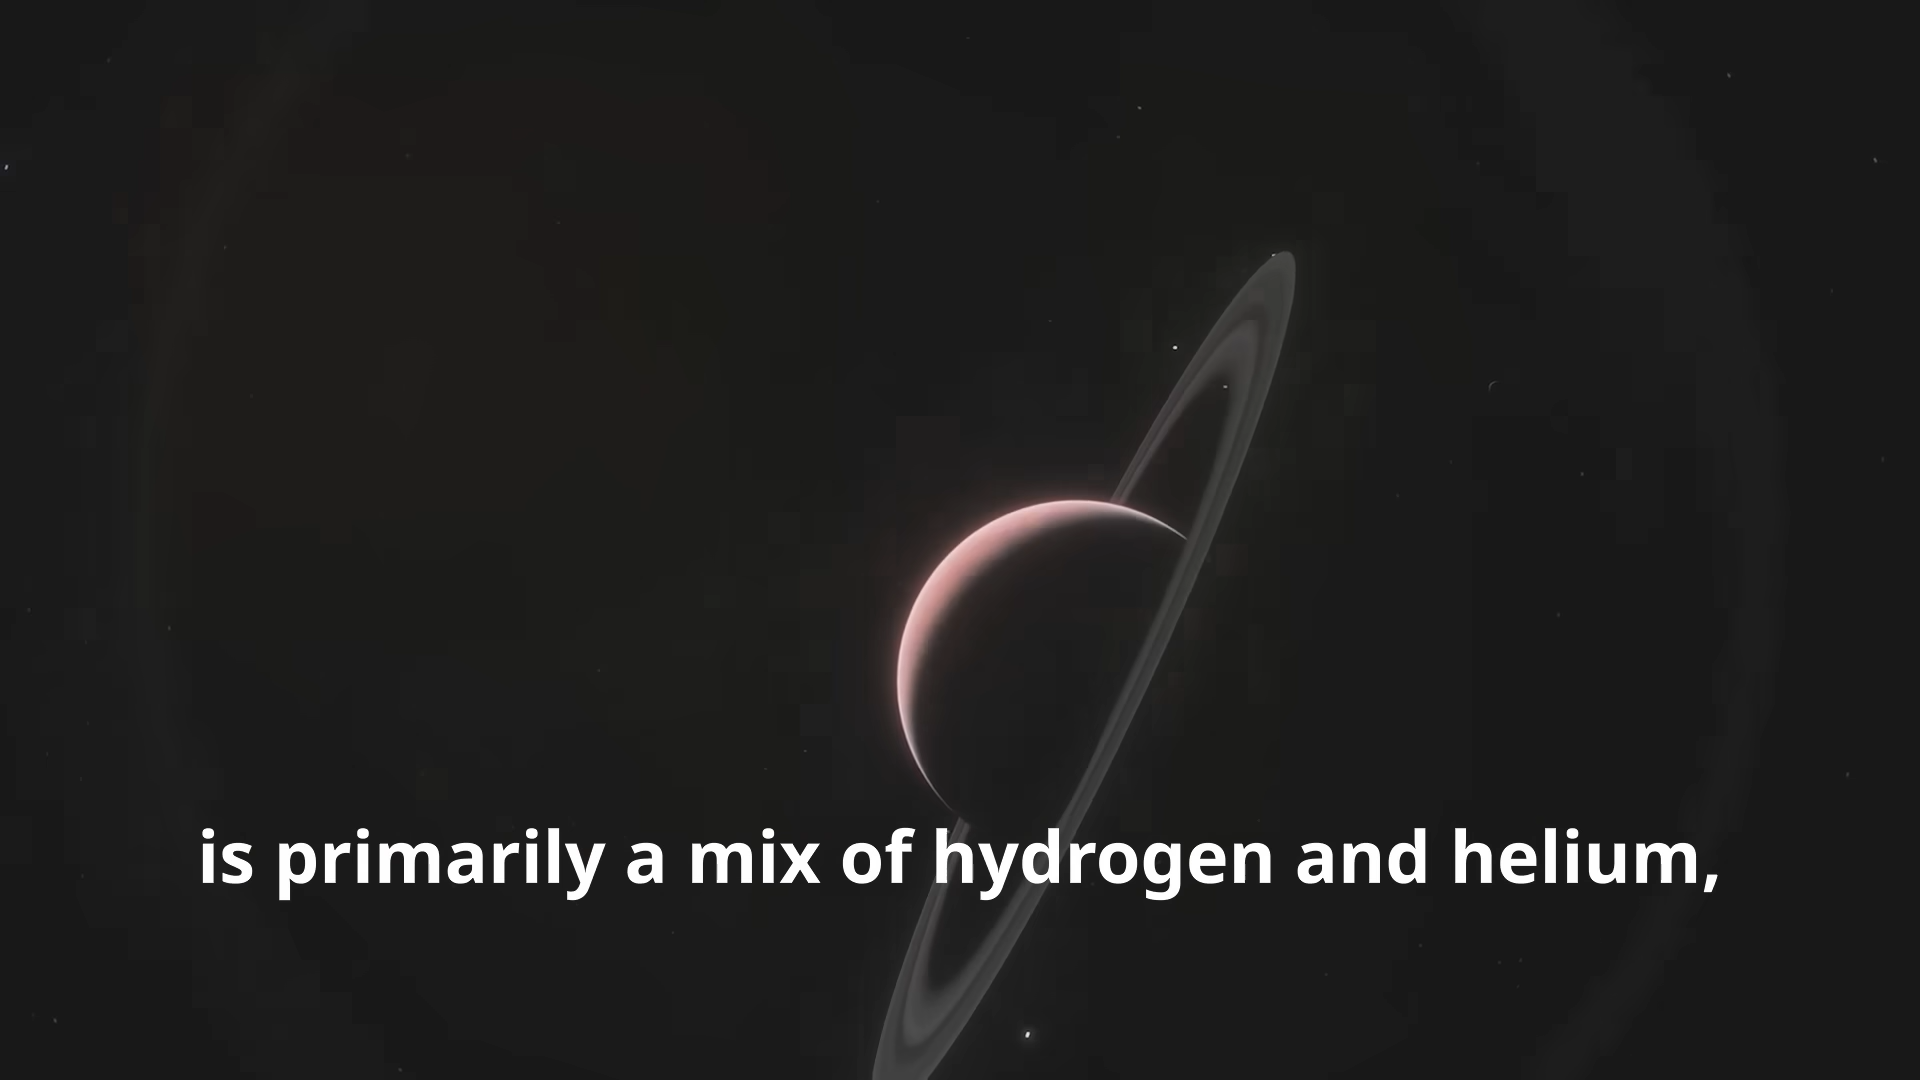 is primarily a mix of hydrogen and helium,